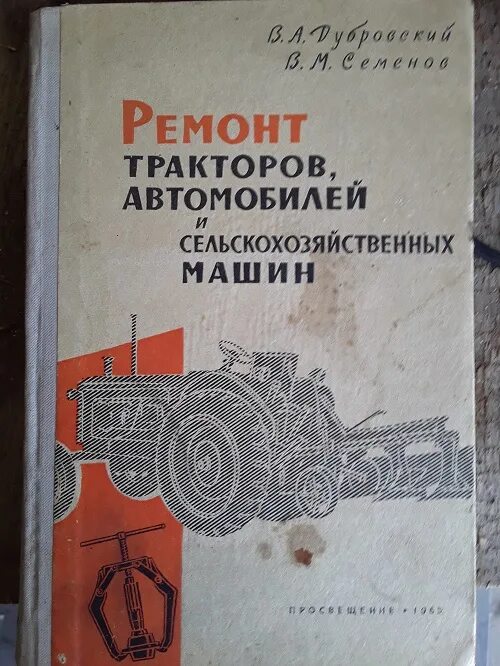 В. А. Дубровский
В. М. Семенов
РЕМОНТ
ТРАКТОРОВ,
АВТОМОБИЛЕЙ
и
СЕЛЬСКОХОЗЯЙСТВЕННЫХ
МАШИН
ПРОСВЕЩЕНИЕ •